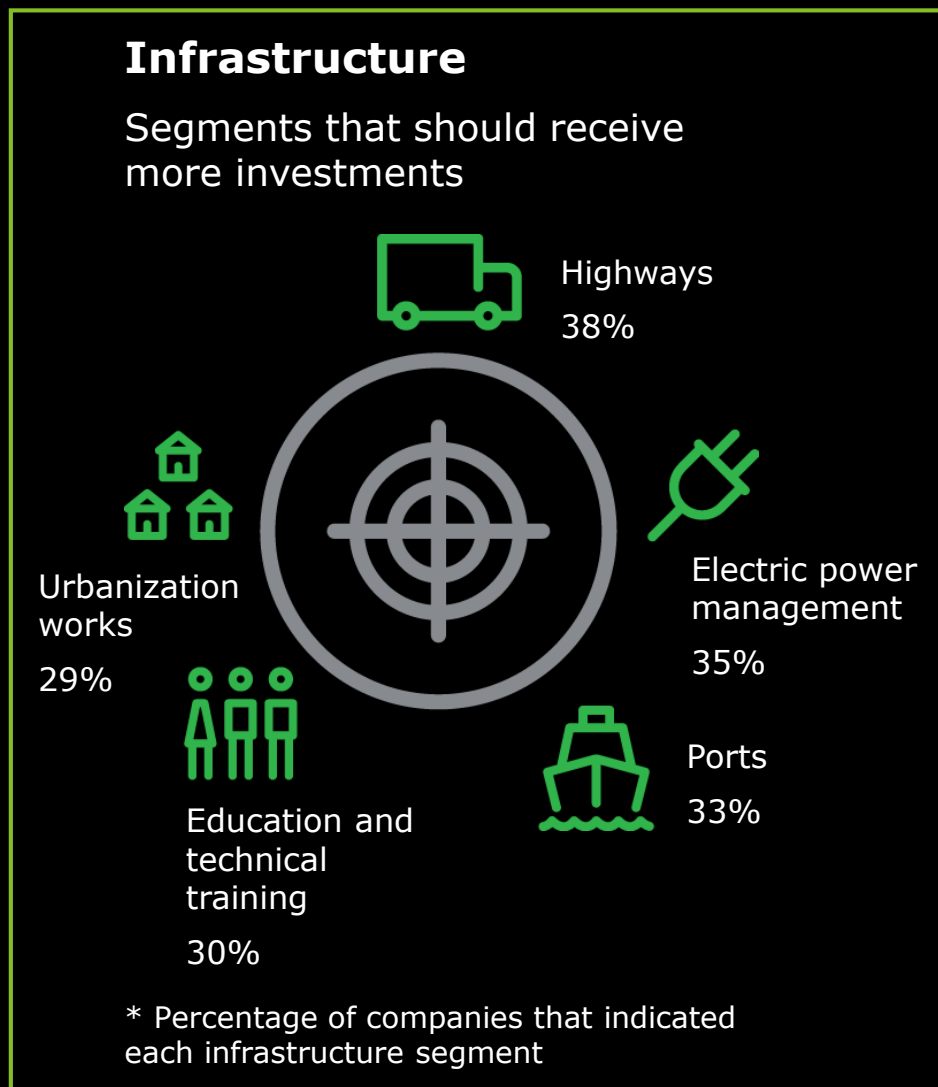 Infrastructure
Segments that should receive
more investments
Highways
38%
Electric power
management
35%
Ports
33%
Education and
technical
training
30%
Urbanization
works
29%
* Percentage of companies that indicated
each infrastructure segment